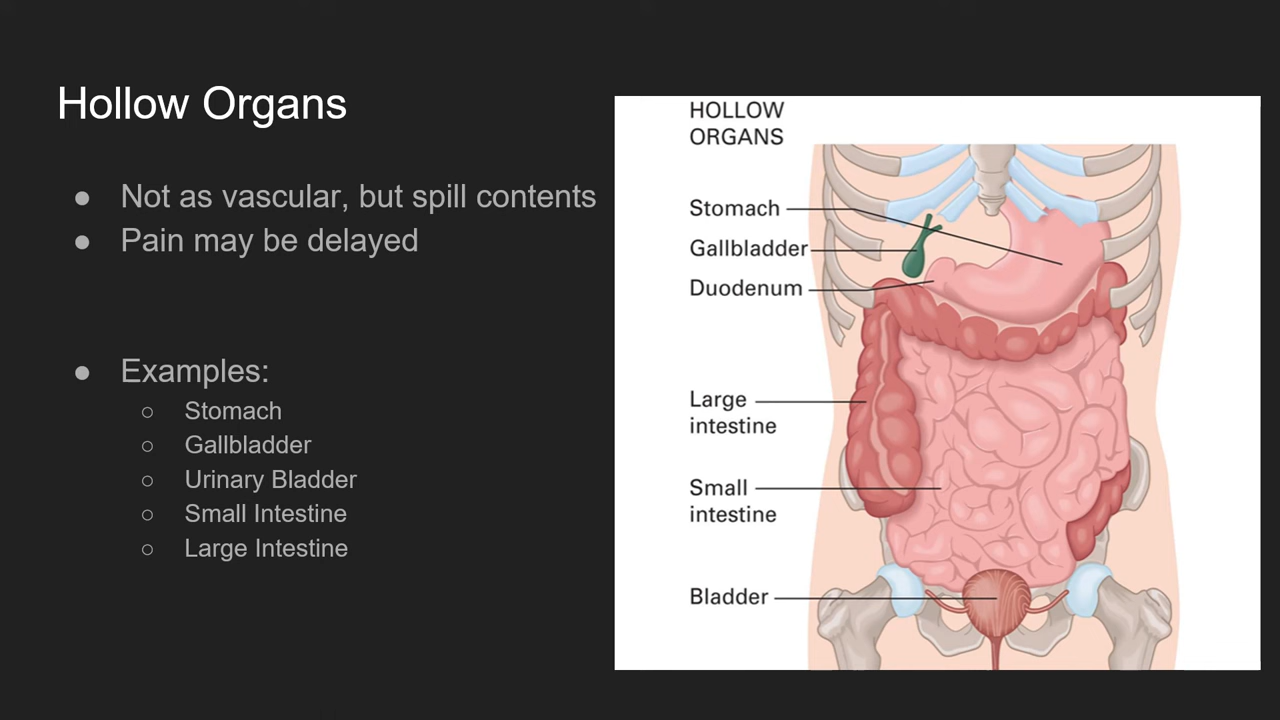 Hollow Organs
● Not as vascular, but spill contents
● Pain may be delayed
● Examples:
○ Stomach
○ Gallbladder
○ Urinary Bladder
○ Small Intestine
○ Large Intestine
HOLLOW
ORGANS
Stomach
Gallbladder
Duodenum
Large
intestine
Small
intestine
Bladder